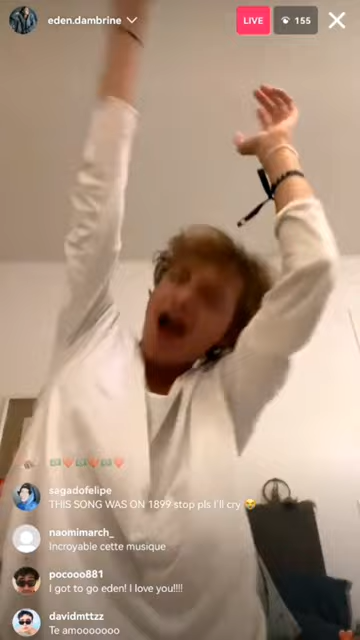 eden.dambrine
LIVE
155
sagadofelipe
THIS SONG WAS ON 1899 stop pls I´ll cry 😭
naomimarch_
Incroyable cette musique
pocooo881
I got to go eden! I love you!!!!
davidmttzz
Te amooooooo